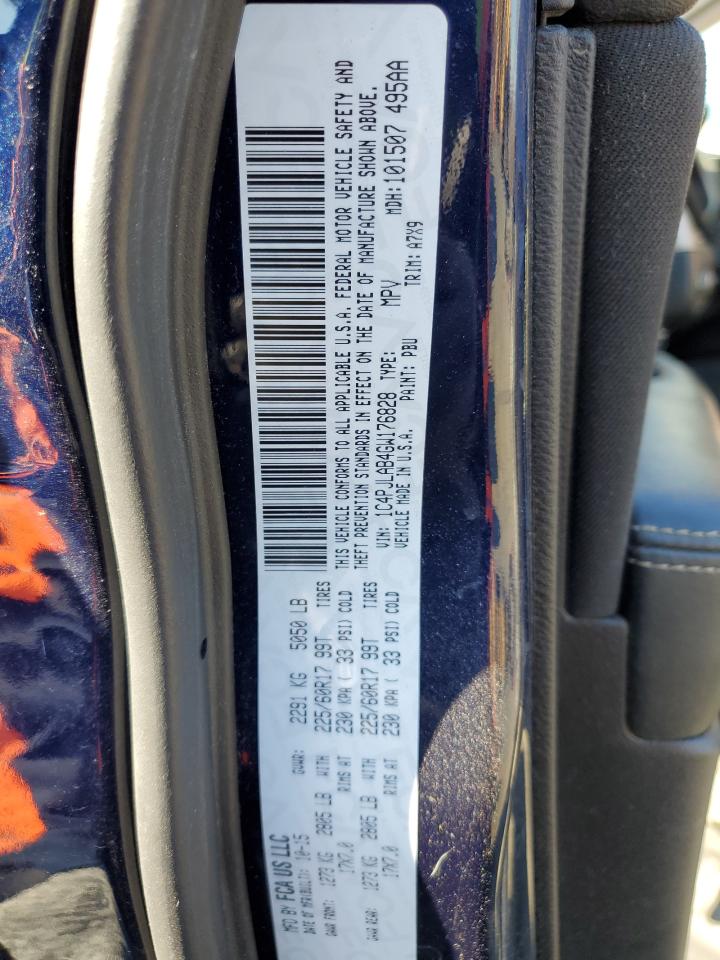 MFD BY FCA US LLC
DATE OF MFR(BUILD): 10-15 GVWR: 2291 KG 5050 LB
GAWR FRONT: 1273 KG 2805 LB WITH 225/60R17 99T TIRES
17X7.0 RIMS AT 230 KPA ( 33 PSI) COLD
GAWR REAR: 1273 KG 2805 LB WITH 225/60R17 99T TIRES
17X7.0 RIMS AT 230 KPA ( 33 PSI) COLD
THIS VEHICLE CONFORMS TO ALL APPLICABLE U.S.A. FEDERAL MOTOR VEHICLE SAFETY AND
THEFT PREVENTION STANDARDS IN EFFECT ON THE DATE OF MANUFACTURE SHOWN ABOVE.
VIN: 1C4PJLAB4GW176828 TYPE: MPV MDH: 101507 495AA
VEHICLE MADE IN U.S.A. PAINT: PBU TRIM: A7X9